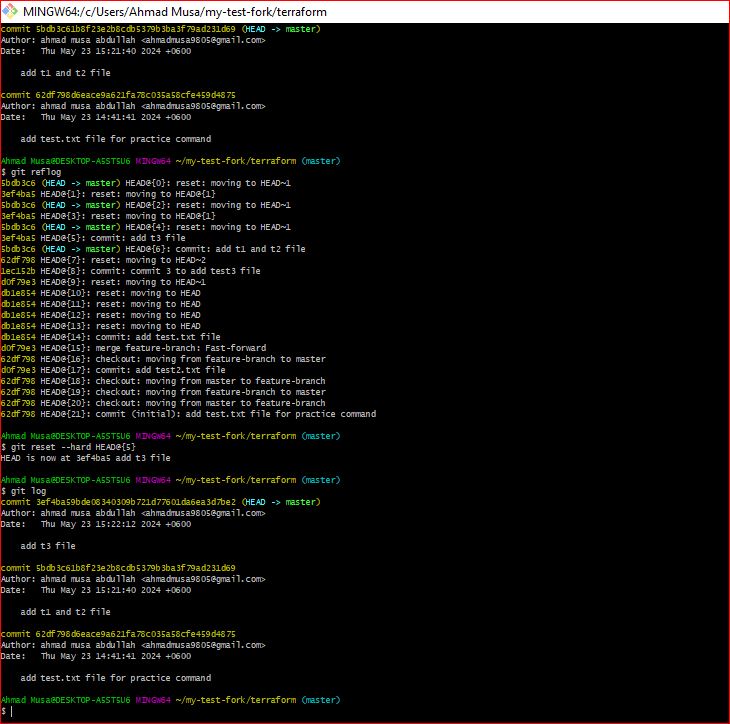 MINGW64:/c/Users/Ahmad Musa/my-test-fork/terraform
commit 5bdb3c61b8f23e2b8cdb5379b3ba3f79ad231d69 (HEAD -> master)
Author: ahmad musa abdullah <ahmadmusa9805@gmail.com>
Date:   Thu May 23 15:21:40 2024 +0600
add t1 and t2 file
commit 62df798d6eace9a621fa78c035a58cfe459d4875
Author: ahmad musa abdullah <ahmadmusa9805@gmail.com>
Date:   Thu May 23 14:41:41 2024 +0600
add test.txt file for practice command
Ahmad Musa@DESKTOP-A5ST5U6 MINGW64 ~/my-test-fork/terraform (master)
$ git reflog
5bdb3c6 (HEAD -> master) HEAD@{0}: reset: moving to HEAD~1
3ef4ba5 HEAD@{1}: reset: moving to HEAD@{1}
5bdb3c6 (HEAD -> master) HEAD@{2}: reset: moving to HEAD~1
3ef4ba5 HEAD@{3}: reset: moving to HEAD@{1}
5bdb3c6 (HEAD -> master) HEAD@{4}: reset: moving to HEAD~1
3ef4ba5 HEAD@{5}: commit: add t3 file
5bdb3c6 (HEAD -> master) HEAD@{6}: commit: add t1 and t2 file
62df798 HEAD@{7}: reset: moving to HEAD~2
1ec152b HEAD@{8}: commit: commit 3 to add test3 file
d0f79e3 HEAD@{9}: reset: moving to HEAD~1
db1e854 HEAD@{10}: reset: moving to HEAD
db1e854 HEAD@{11}: reset: moving to HEAD
db1e854 HEAD@{12}: reset: moving to HEAD
db1e854 HEAD@{13}: reset: moving to HEAD
db1e854 HEAD@{14}: commit: add test.txt file
d0f79e3 HEAD@{15}: merge feature-branch: Fast-forward
62df798 HEAD@{16}: checkout: moving from feature-branch to master
d0f79e3 HEAD@{17}: commit: add test2.txt file
62df798 HEAD@{18}: checkout: moving from master to feature-branch
62df798 HEAD@{19}: checkout: moving from feature-branch to master
62df798 HEAD@{20}: checkout: moving from master to feature-branch
62df798 HEAD@{21}: commit (initial): add test.txt file for practice command
Ahmad Musa@DESKTOP-A5ST5U6 MINGW64 ~/my-test-fork/terraform (master)
$ git reset --hard HEAD@{5}
HEAD is now at 3ef4ba5 add t3 file
Ahmad Musa@DESKTOP-A5ST5U6 MINGW64 ~/my-test-fork/terraform (master)
$ git log
commit 3ef4ba59bde08340309b721d77601da6ea3d7be2 (HEAD -> master)
Author: ahmad musa abdullah <ahmadmusa9805@gmail.com>
Date:   Thu May 23 15:22:12 2024 +0600
add t3 file
commit 5bdb3c61b8f23e2b8cdb5379b3ba3f79ad231d69
Author: ahmad musa abdullah <ahmadmusa9805@gmail.com>
Date:   Thu May 23 15:21:40 2024 +0600
add t1 and t2 file
commit 62df798d6eace9a621fa78c035a58cfe459d4875
Author: ahmad musa abdullah <ahmadmusa9805@gmail.com>
Date:   Thu May 23 14:41:41 2024 +0600
add test.txt file for practice command
Ahmad Musa@DESKTOP-A5ST5U6 MINGW64 ~/my-test-fork/terraform (master)
$